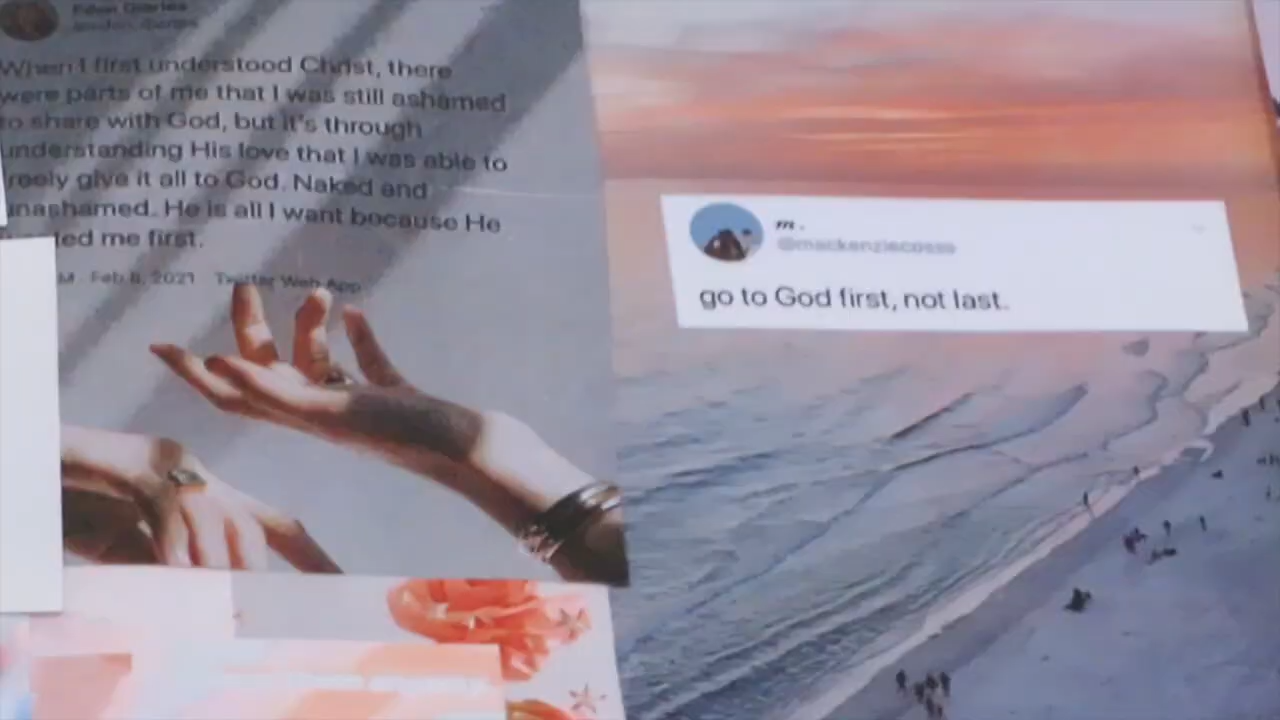 When I first understood Christ, there
were parts of me that I was still ashamed
to share with God, but it's through
understanding His love that I was able to
freely give it all to God. Naked and
unashamed. He is all I want because He
me first.
M · Feb 8, 2021 Twitter Web App
m.
@mackenziecosse
go to God first, not last.